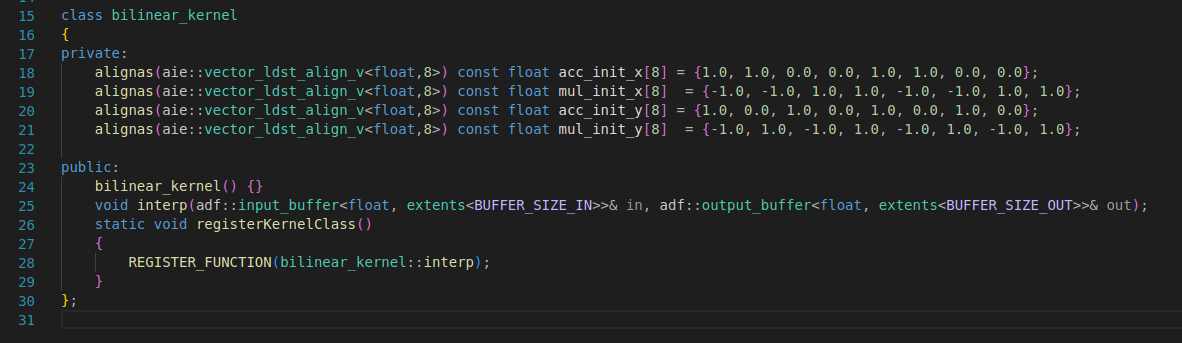 15 class bilinear_kernel
16 {
17 private:
18     alignas(aie::vector_ldst_align_v<float,8>) const float acc_init_x[8] = {1.0, 1.0, 0.0, 0.0, 1.0, 1.0, 0.0, 0.0};
19     alignas(aie::vector_ldst_align_v<float,8>) const float mul_init_x[8]  = {-1.0, -1.0, 1.0, 1.0, -1.0, -1.0, 1.0, 1.0};
20     alignas(aie::vector_ldst_align_v<float,8>) const float acc_init_y[8] = {1.0, 0.0, 1.0, 0.0, 1.0, 0.0, 1.0, 0.0};
21     alignas(aie::vector_ldst_align_v<float,8>) const float mul_init_y[8]  = {-1.0, 1.0, -1.0, 1.0, -1.0, 1.0, -1.0, 1.0};
22
23 public:
24     bilinear_kernel() {}
25     void interp(adf::input_buffer<float, extents<BUFFER_SIZE_IN>>& in, adf::output_buffer<float, extents<BUFFER_SIZE_OUT>>& out);
26     static void registerKernelClass()
27     {
28         REGISTER_FUNCTION(bilinear_kernel::interp);
29     }
30 };
31